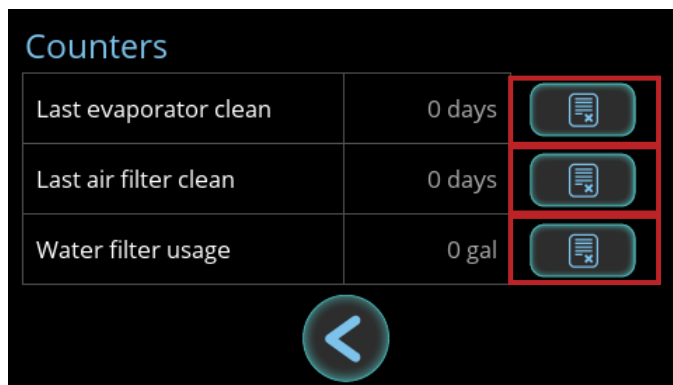 Counters
Last evaporator clean 0 days
Last air filter clean 0 days
Water filter usage 0 gal